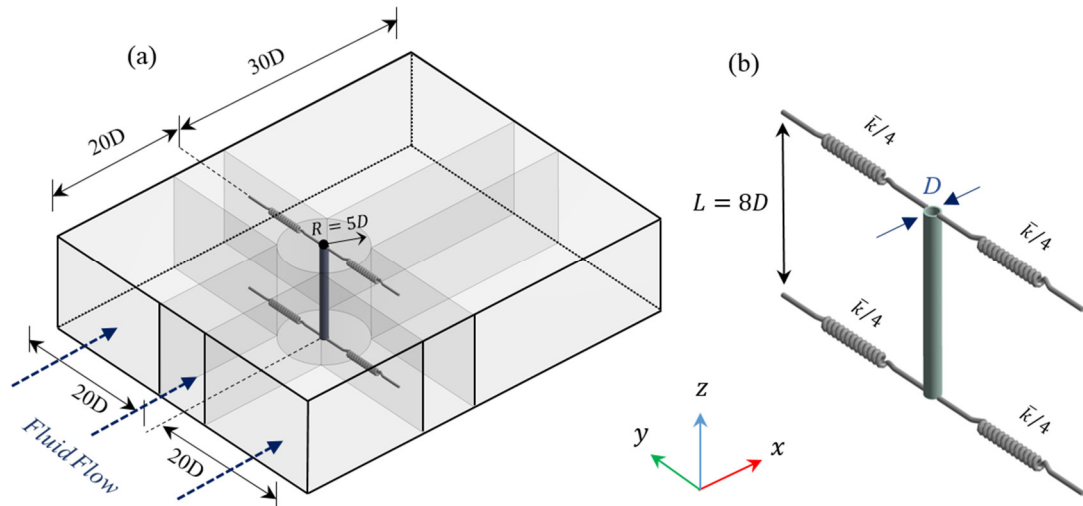 (a)
30D
20D
R = 5D
20D
20D
Fluid Flow
z
y
x
(b)
k̅/4
D
L = 8D
k̅/4
k̅/4
k̅/4